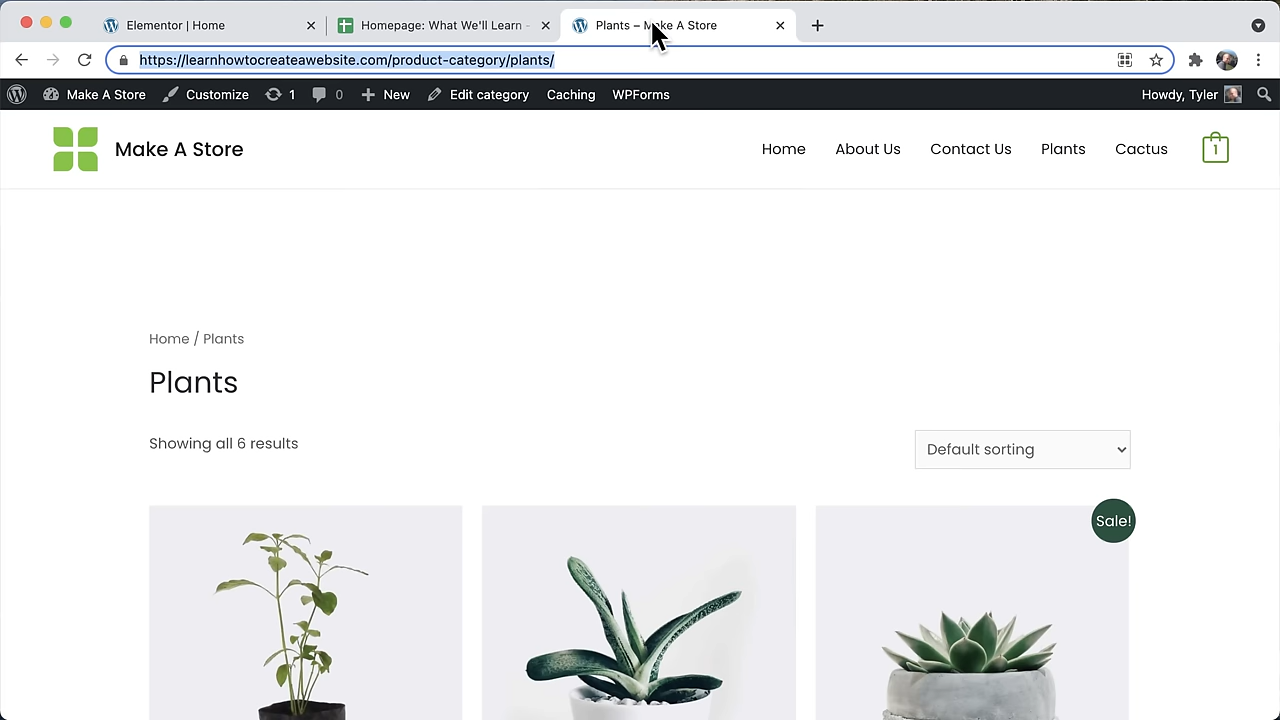 Elementor | Home
Homepage: What We'll Learn -
Plants – Make A Store
https://learnhowtocreateawebsite.com/product-category/plants/
Make A Store Customize 1 0 New Edit category Caching WPForms Howdy, Tyler
Make A Store
Home About Us Contact Us Plants Cactus 1
Home / Plants
Plants
Showing all 6 results
Default sorting
Sale!